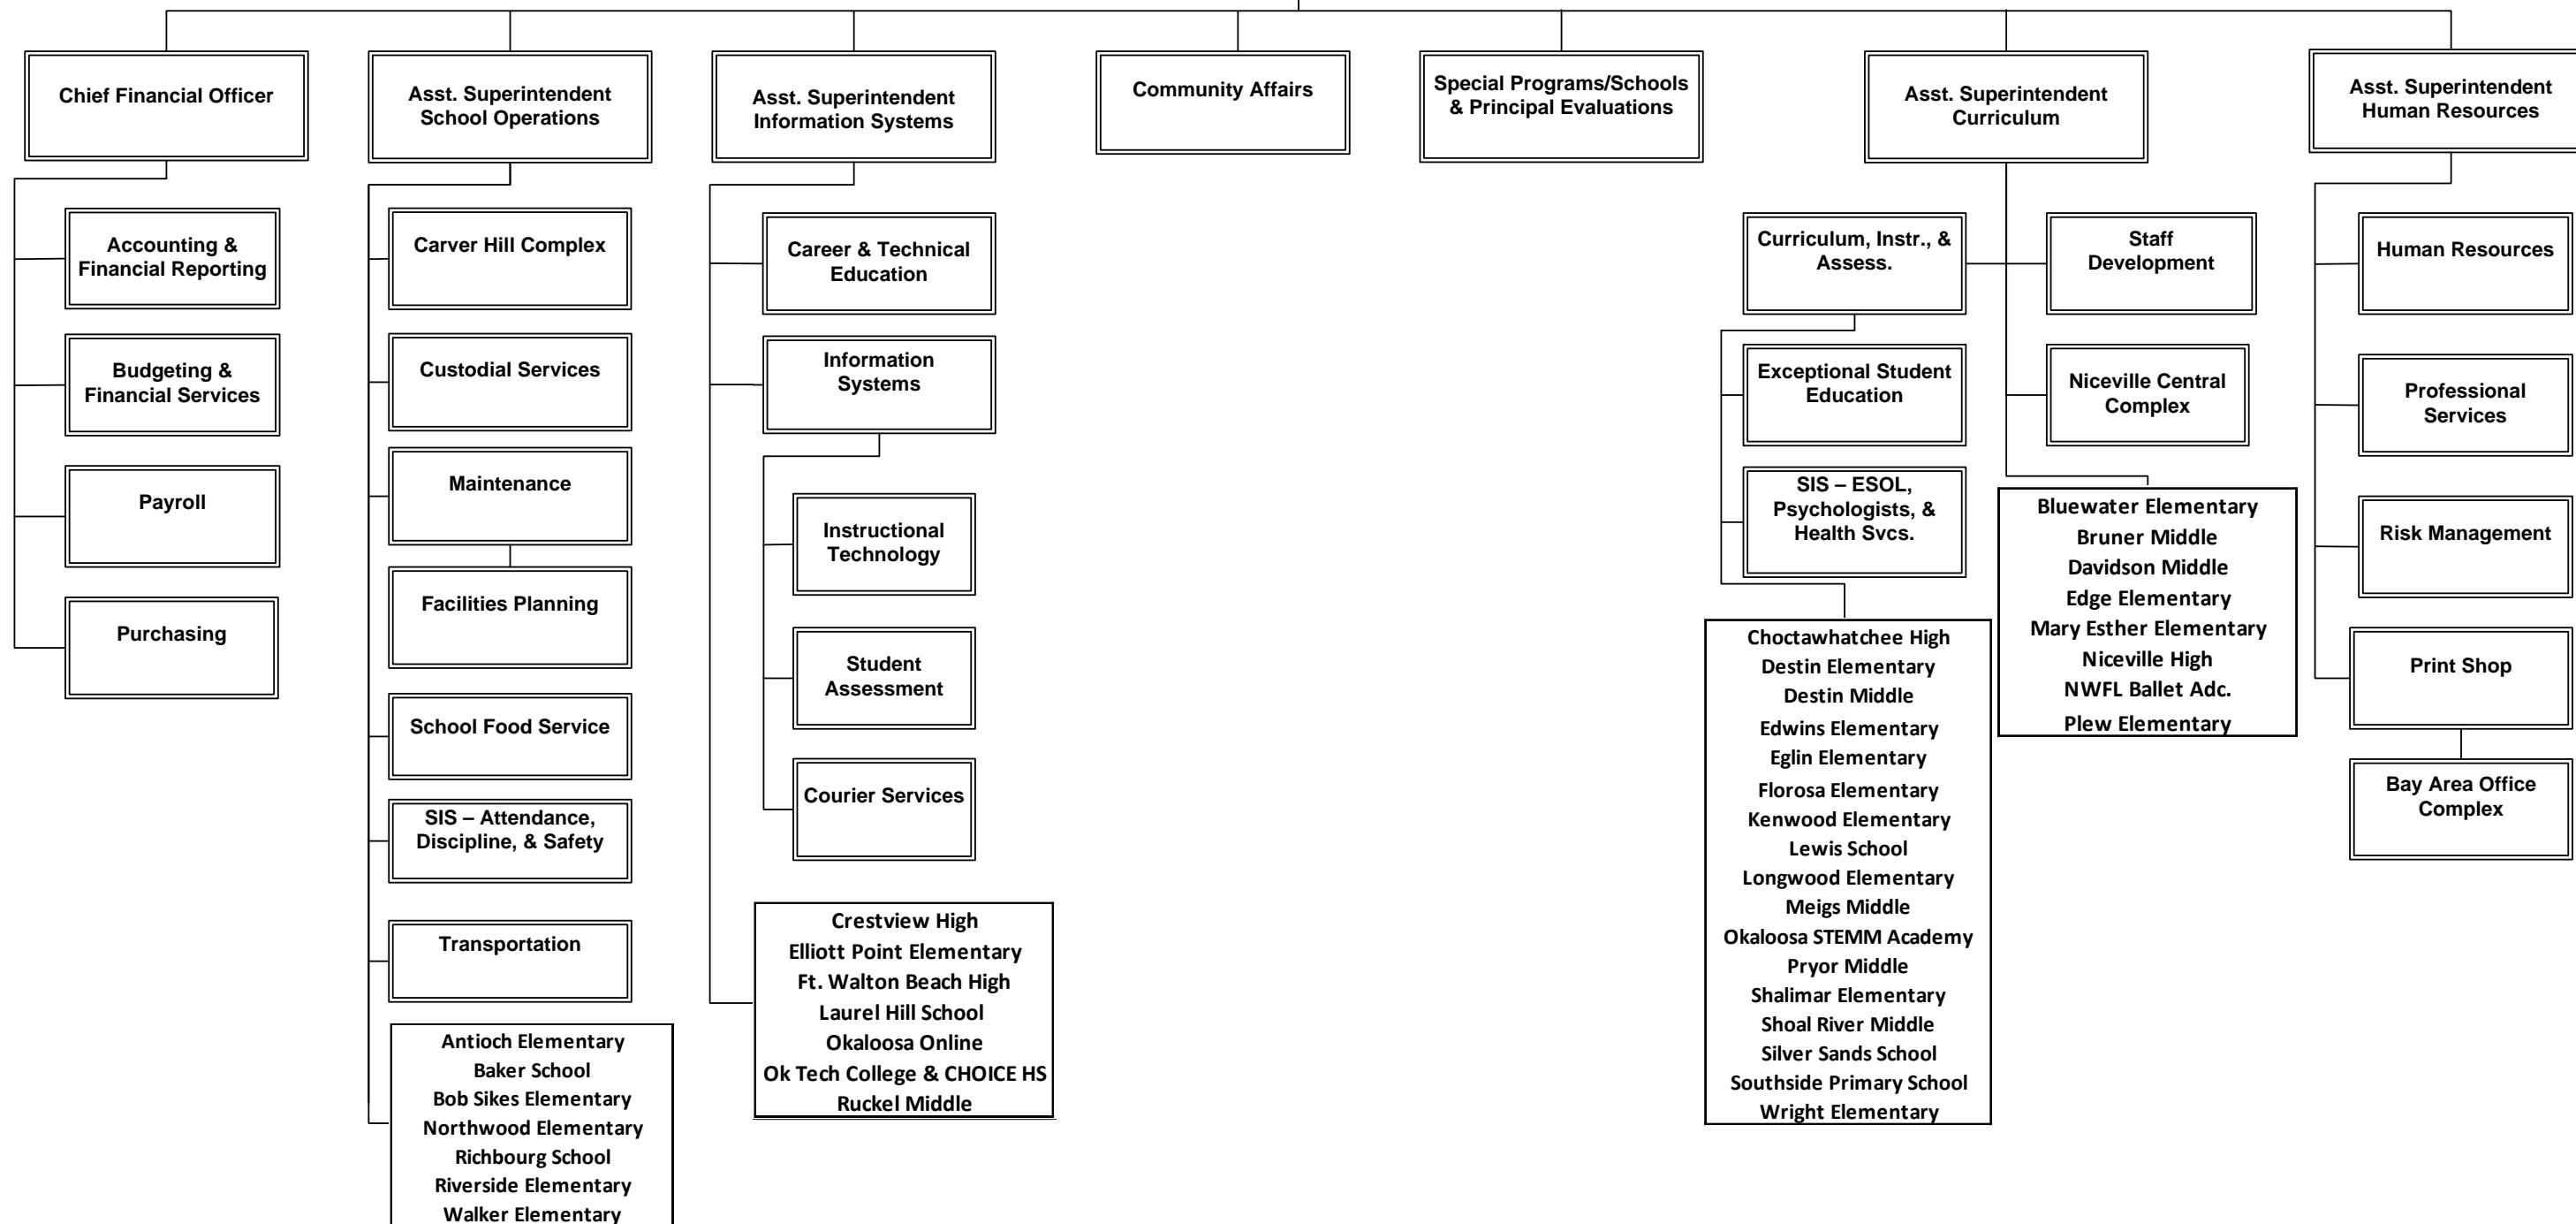 Chief Financial Officer
Asst. Superintendent
School Operations
Asst. Superintendent
Information Systems
Community Affairs
Special Programs/Schools
& Principal Evaluations
Asst. Superintendent
Curriculum
Asst. Superintendent
Human Resources
Accounting &
Financial Reporting
Budgeting &
Financial Services
Payroll
Purchasing
Carver Hill Complex
Custodial Services
Maintenance
Facilities Planning
School Food Service
SIS – Attendance,
Discipline, & Safety
Transportation
Antioch Elementary
Baker School
Bob Sikes Elementary
Northwood Elementary
Richbourg School
Riverside Elementary
Walker Elementary
Career & Technical
Education
Information
Systems
Instructional
Technology
Student
Assessment
Courier Services
Crestview High
Elliott Point Elementary
Ft. Walton Beach High
Laurel Hill School
Okaloosa Online
Ok Tech College & CHOICE HS
Ruckel Middle
Curriculum, Instr., &
Assess.
Exceptional Student
Education
SIS – ESOL,
Psychologists, &
Health Svcs.
Choctawhatchee High
Destin Elementary
Destin Middle
Edwins Elementary
Eglin Elementary
Florosa Elementary
Kenwood Elementary
Lewis School
Longwood Elementary
Meigs Middle
Okaloosa STEMM Academy
Pryor Middle
Shalimar Elementary
Shoal River Middle
Silver Sands School
Southside Primary School
Wright Elementary
Staff
Development
Niceville Central
Complex
Bluewater Elementary
Bruner Middle
Davidson Middle
Edge Elementary
Mary Esther Elementary
Niceville High
NWFL Ballet Adc.
Plew Elementary
Human Resources
Professional
Services
Risk Management
Print Shop
Bay Area Office
Complex